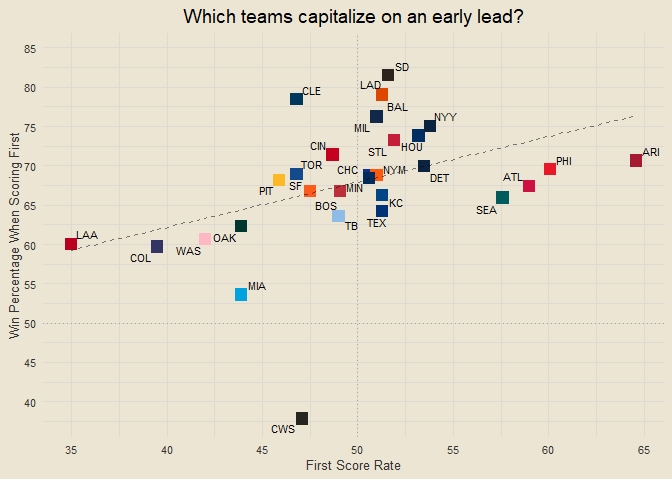 Which teams capitalize on an early lead?
Win Percentage When Scoring First
85
80
75
70
65
60
55
50
45
40
SD
LAD
CLE
BAL
NYY
MIL
HOU
STL
CIN
ARI
PHI
TOR
CHC
NYM
DET
ATL
PIT
SF
MIN
BOS
KC
SEA
TB
TEX
LAA
OAK
WAS
COL
MIA
CWS
35
40
45
50
55
60
65
First Score Rate